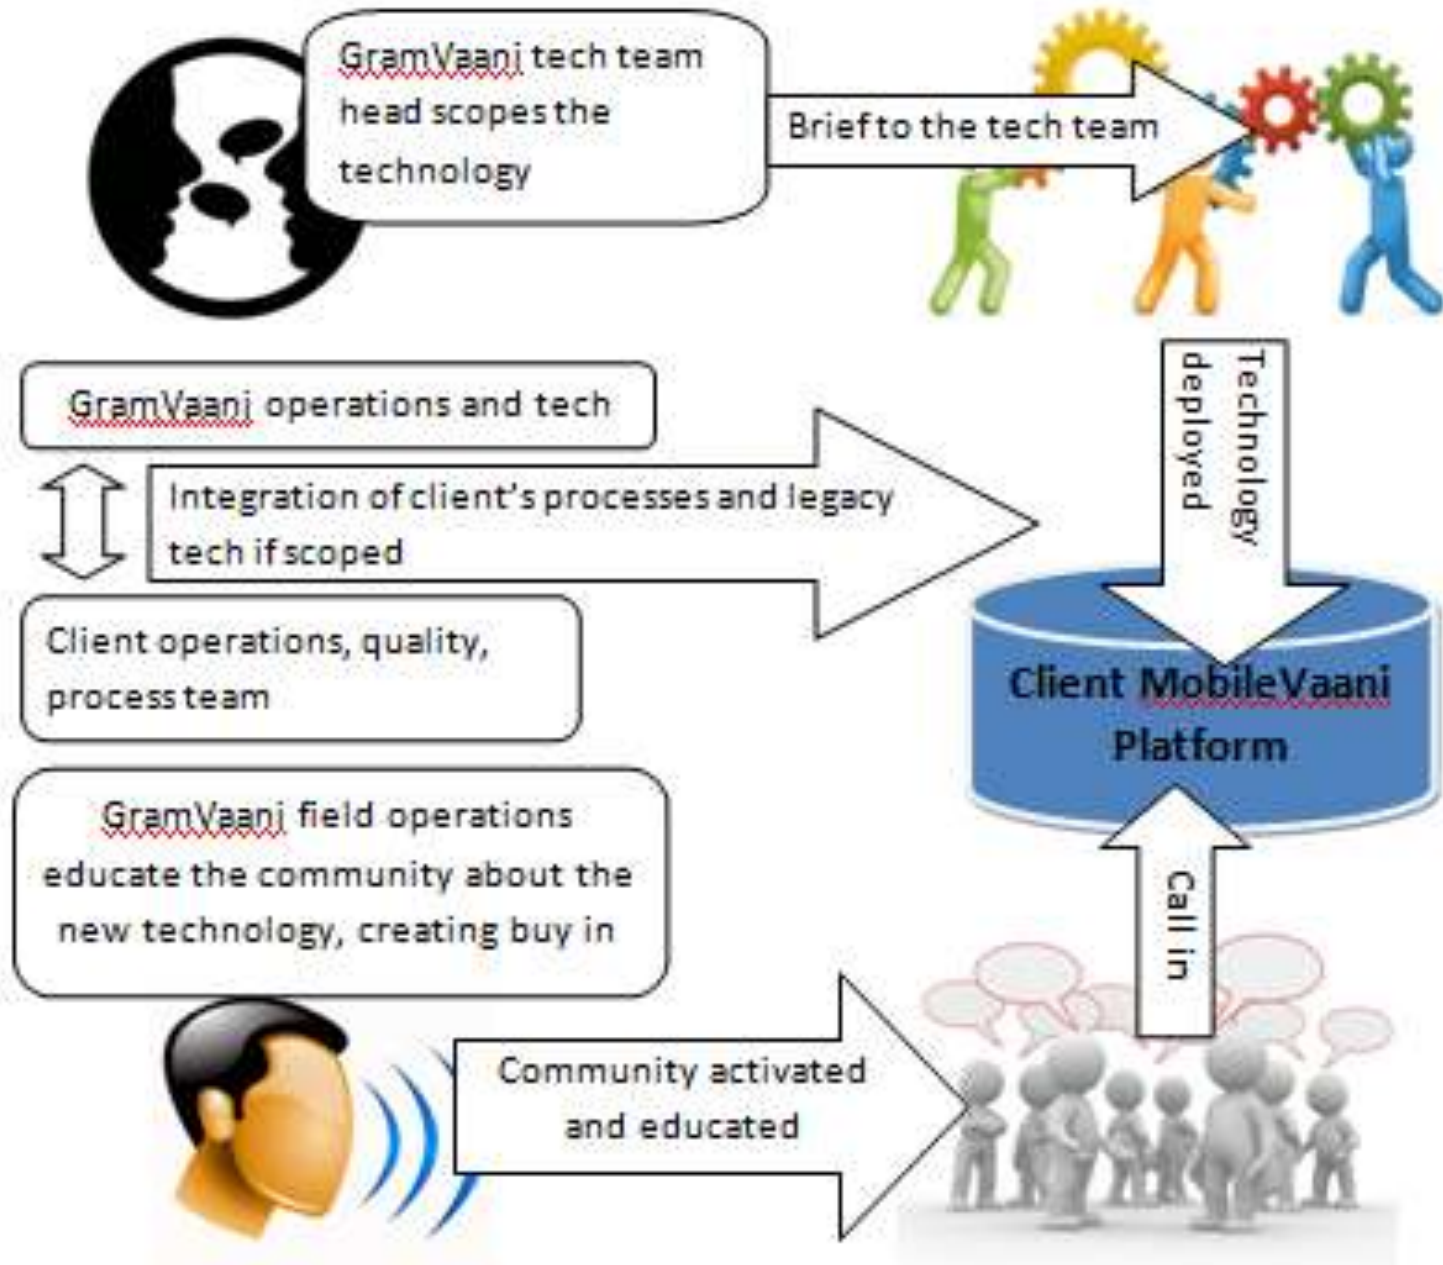 GramVaani tech team
head scopes the
technology
Brief to the tech team
Technology
deployed
GramVaani operations and tech
Integration of client's processes and legacy
tech if scoped
Client operations, quality,
process team
Client MobileVaani
Platform
GramVaani field operations
educate the community about the
new technology, creating buy in
Call in
Community activated
and educated